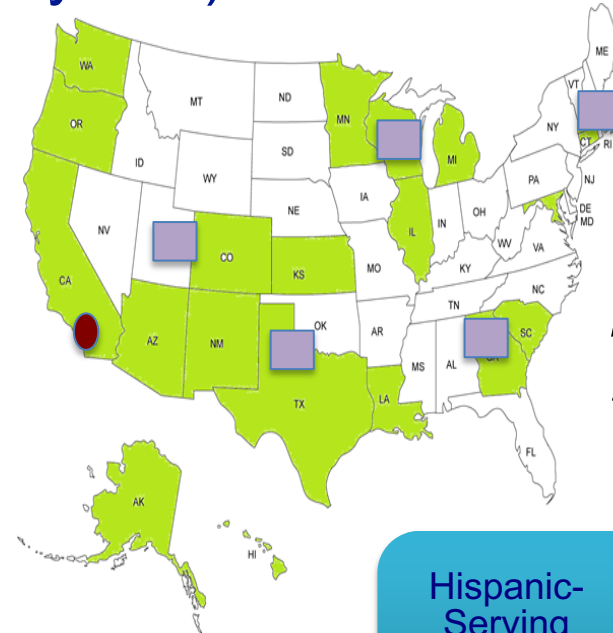 WA
ME
MT
ND
VT
OR
MN
ID
SD
NY
MI
WY
CT
RI
IA
PA
NJ
NE
NV
OH
DE
IL
IN
MD
CO
WV
VA
CA
KS
MO
KY
NC
TN
AZ
NM
OK
AR
SC
MS
AL
TX
LA
FL
AK
HI
Hispanic-
Serving